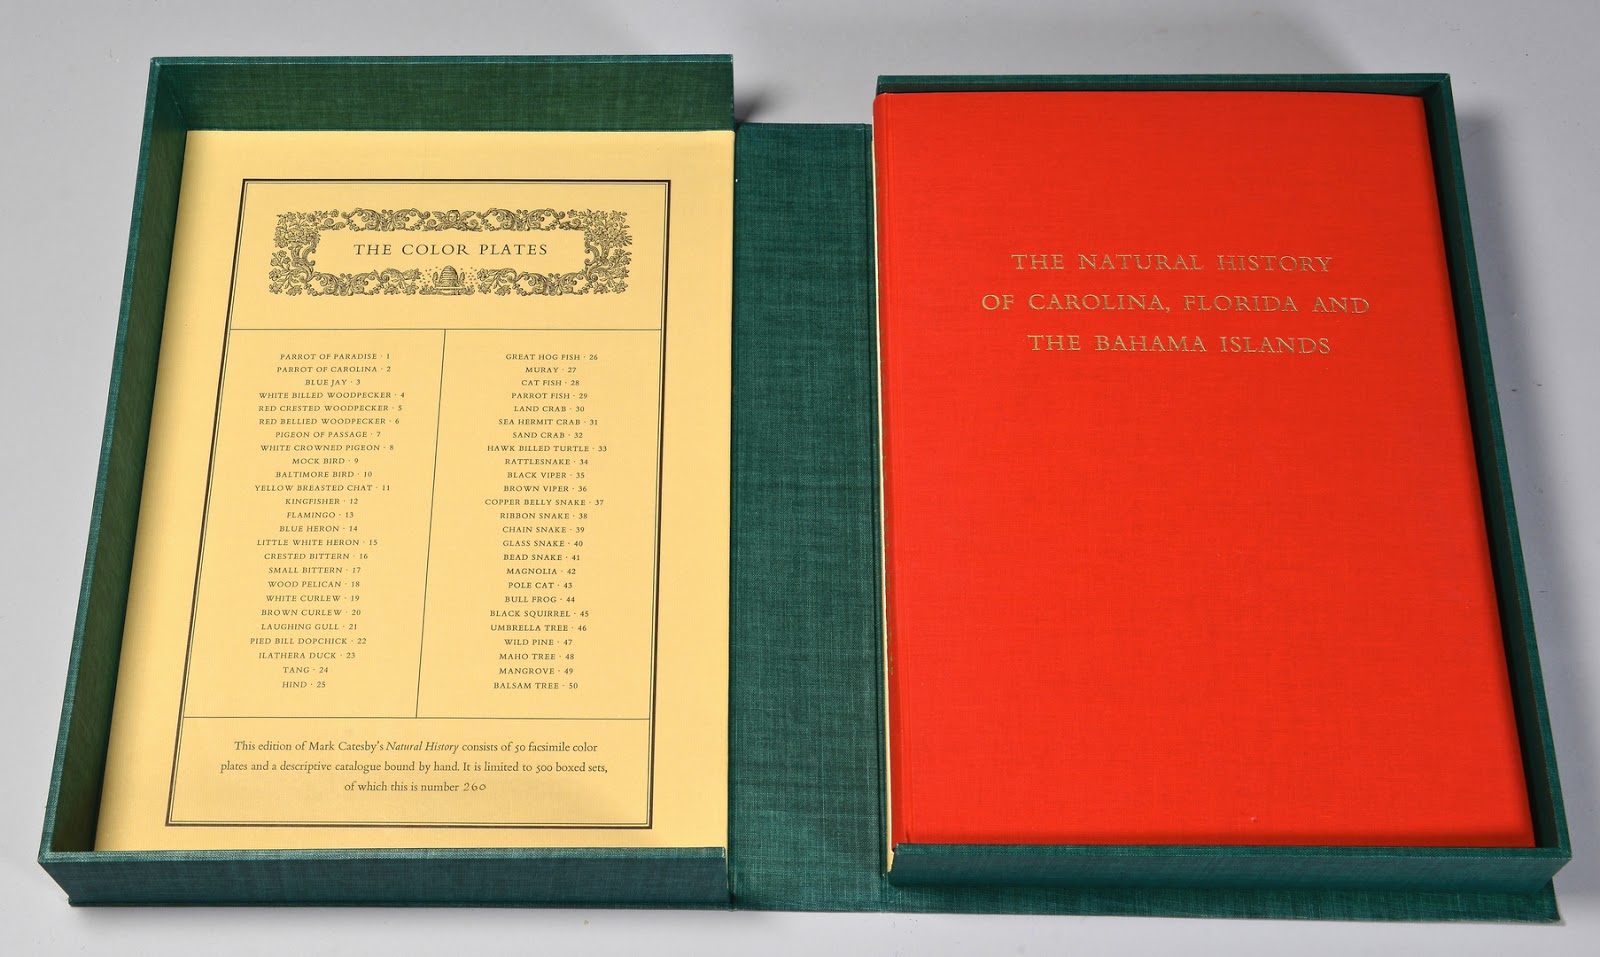 THE COLOR PLATES
PARROT OF PARADISE · 1
PARROT OF CAROLINA · 2
BLUE JAY · 3
WHITE BILLED WOODPECKER · 4
RED CRESTED WOODPECKER · 5
RED BELLIED WOODPECKER · 6
PIGEON OF PASSAGE · 7
WHITE CROWNED PIGEON · 8
MOCK BIRD · 9
BALTIMORE BIRD · 10
YELLOW BREASTED CHAT · 11
KINGFISHER · 12
FLAMINGO · 13
BLUE HERON · 14
LITTLE WHITE HERON · 15
CRESTED BITTERN · 16
SMALL BITTERN · 17
WOOD PELICAN · 18
WHITE CURLEW · 19
BROWN CURLEW · 20
LAUGHING GULL · 21
PIED BILL DOPCHICK · 22
ILATHERA DUCK · 23
TANG · 24
HIND · 25
GREAT HOG FISH · 26
MURAY · 27
CAT FISH · 28
PARROT FISH · 29
LAND CRAB · 30
SEA HERMIT CRAB · 31
SAND CRAB · 32
HAWK BILLED TURTLE · 33
RATTLESNAKE · 34
BLACK VIPER · 35
BROWN VIPER · 36
COPPER BELLY SNAKE · 37
RIBBON SNAKE · 38
CHAIN SNAKE · 39
GLASS SNAKE · 40
BEAD SNAKE · 41
MAGNOLIA · 42
POLE CAT · 43
BULL FROG · 44
BLACK SQUIRREL · 45
UMBRELLA TREE · 46
WILD PINE · 47
MAHO TREE · 48
MANGROVE · 49
BALSAM TREE · 50
This edition of Mark Catesby's Natural History consists of 50 facsimile color
plates and a descriptive catalogue bound by hand. It is limited to 500 boxed sets,
of which this is number 260
THE NATURAL HISTORY
OF CAROLINA, FLORIDA AND
THE BAHAMA ISLANDS